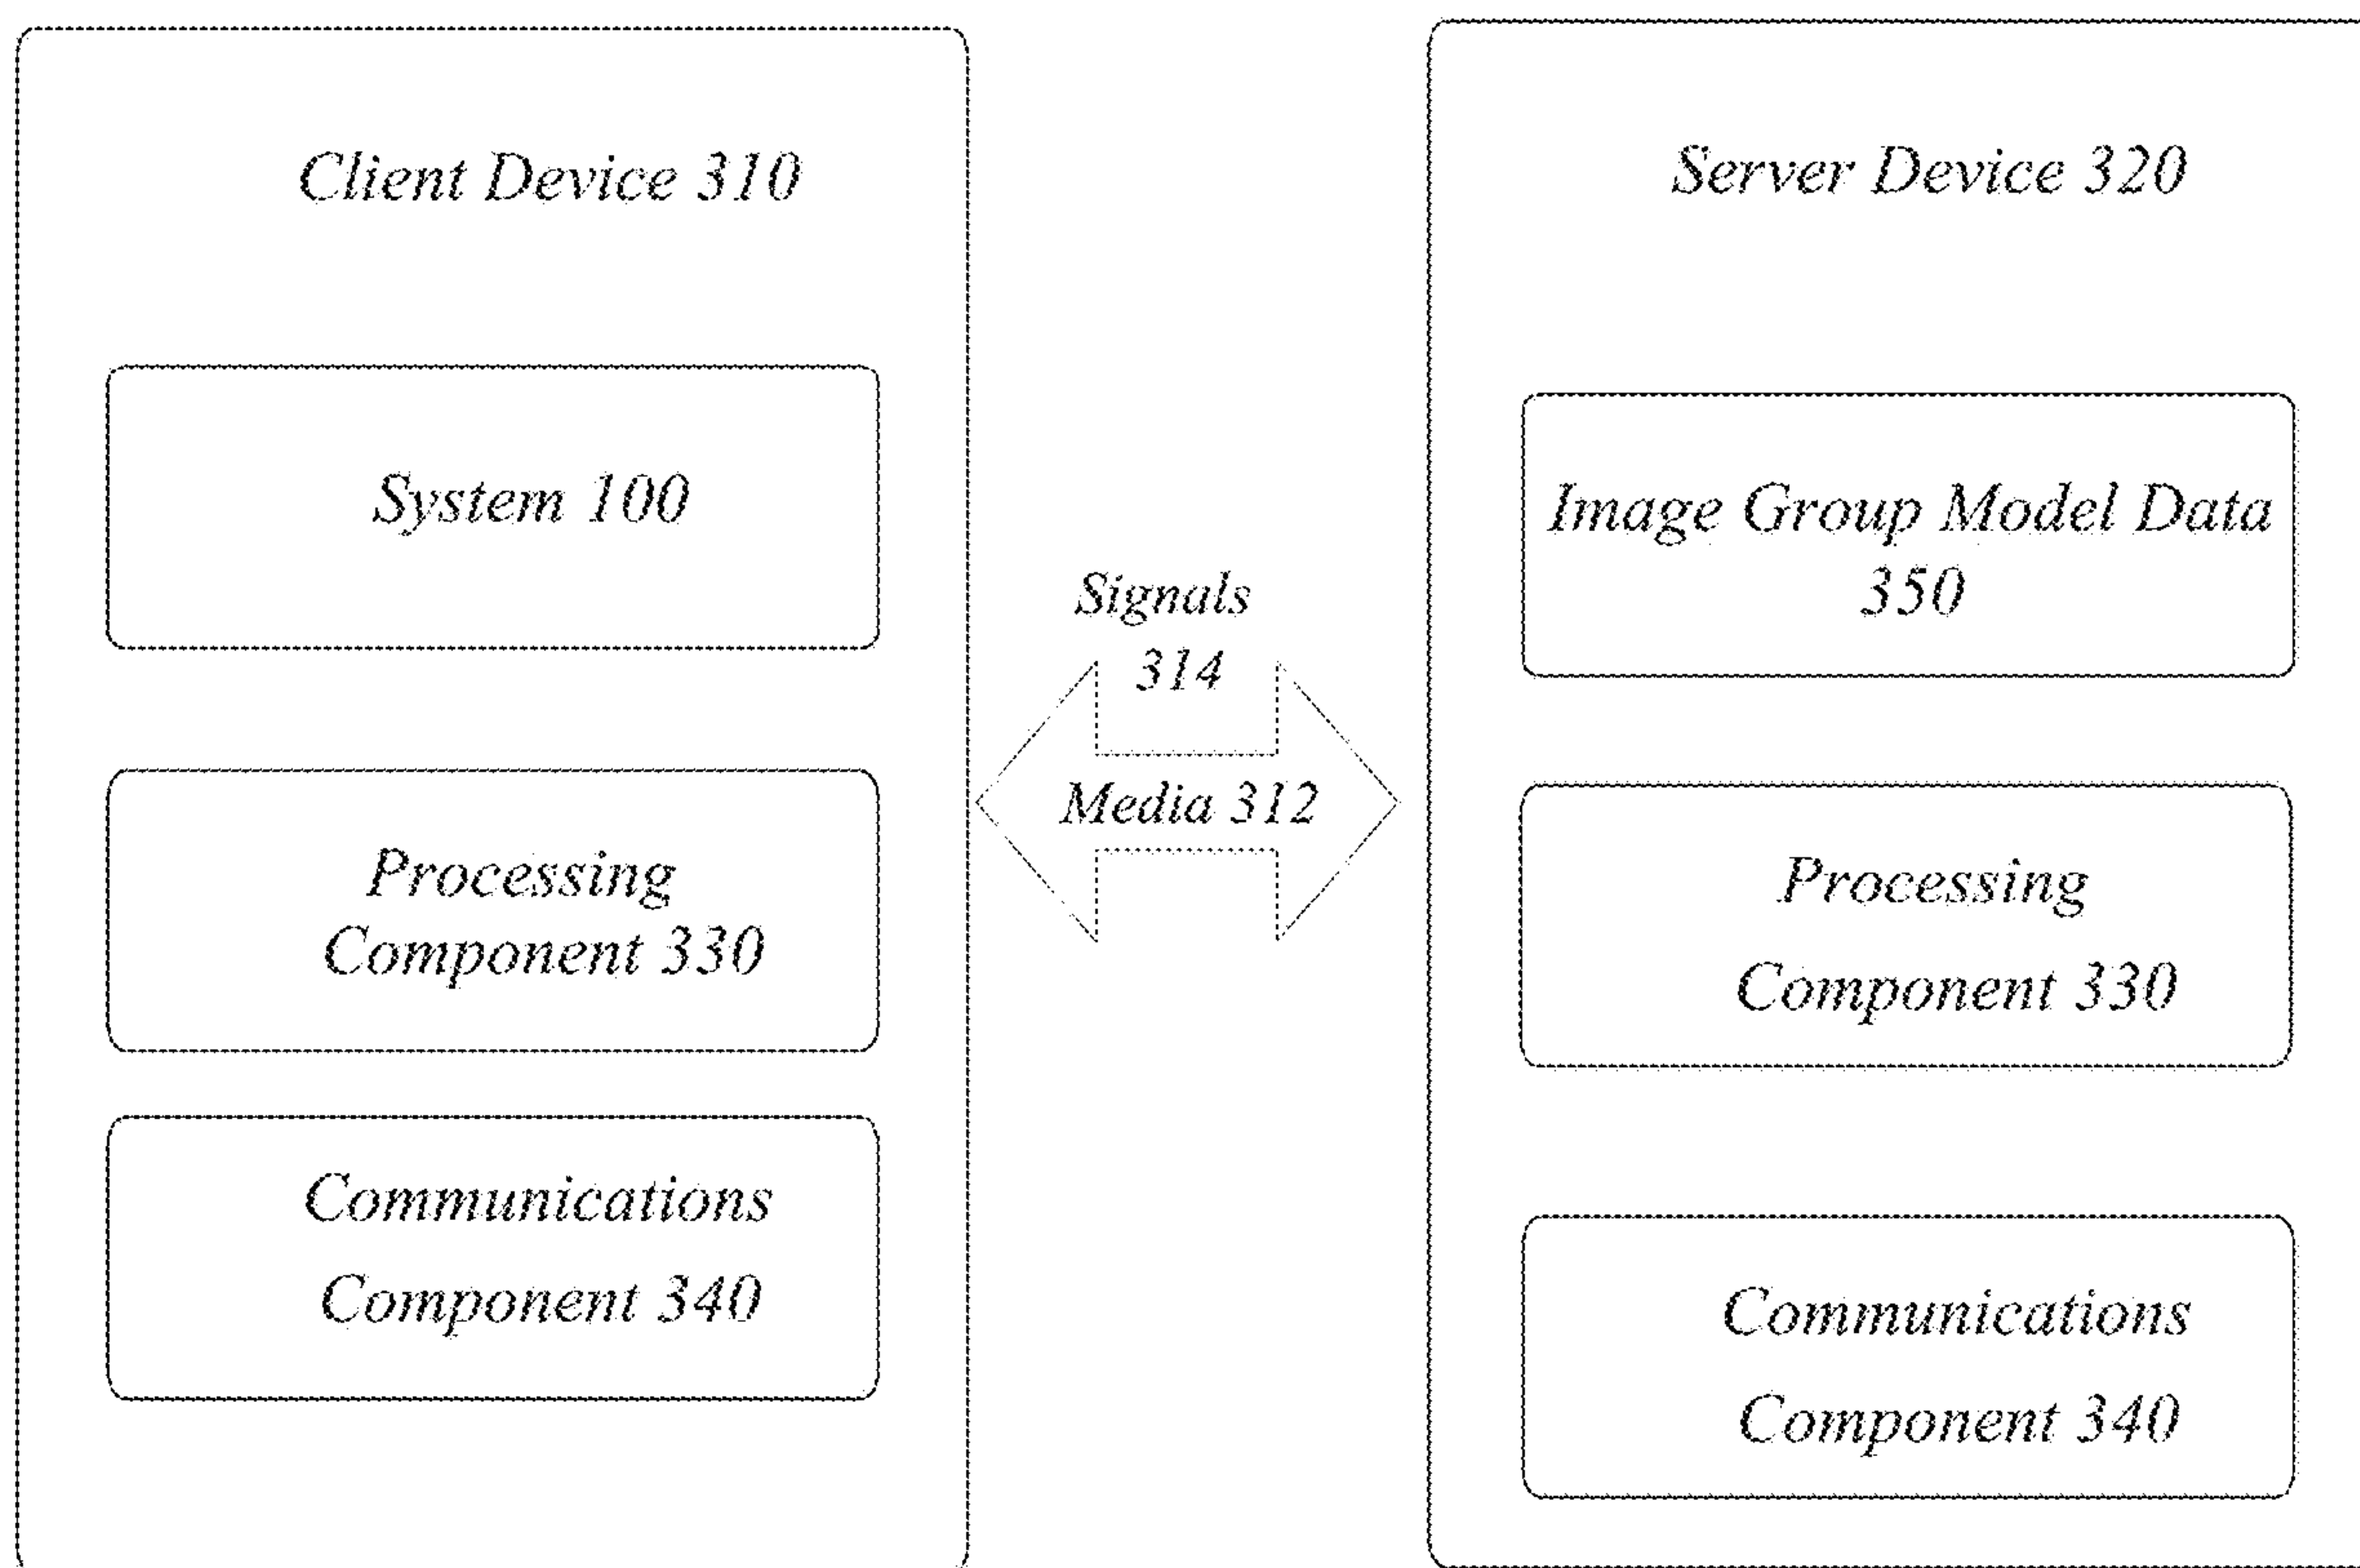 Client Device 310
System 100
Processing
Component 330
Communications
Component 340
Signals
314
Media 312
Server Device 320
Image Group Model Data
350
Processing
Component 330
Communications
Component 340